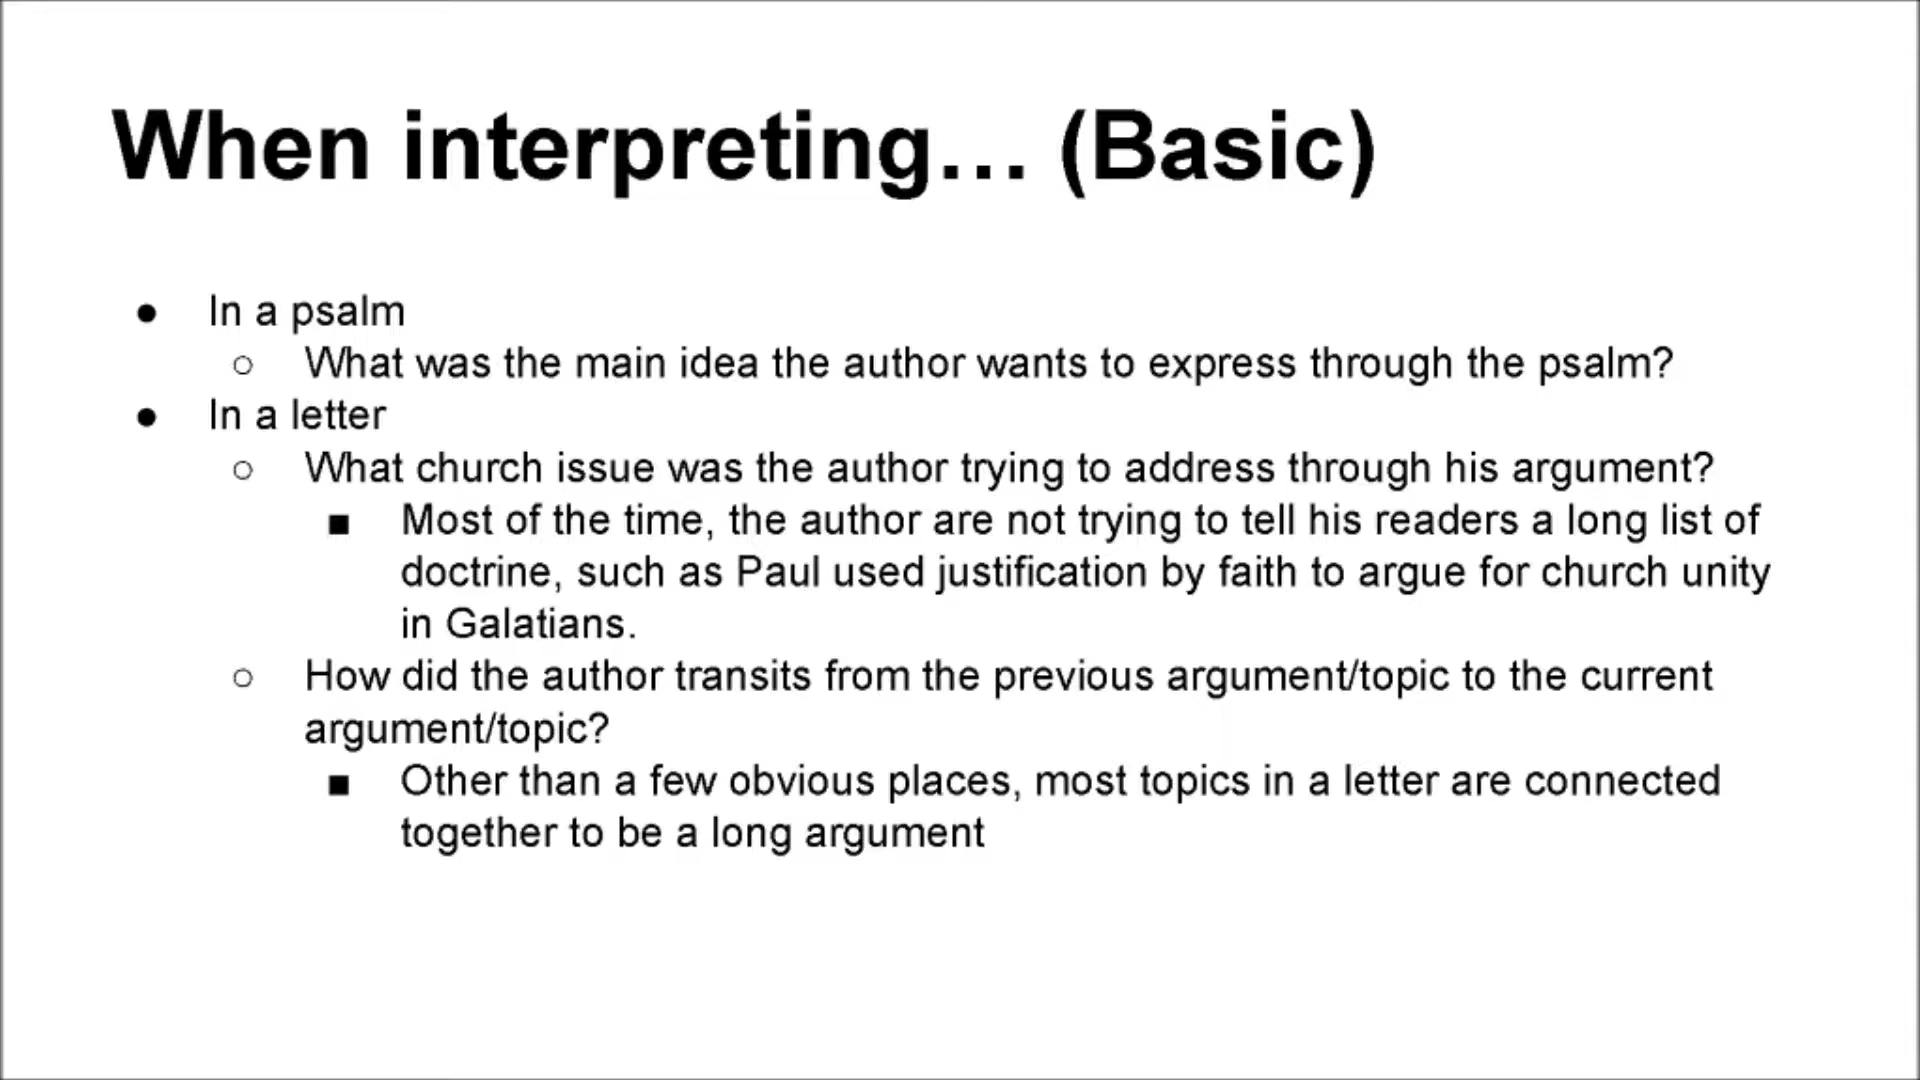 When interpreting… (Basic)
● In a psalm
○ What was the main idea the author wants to express through the psalm?
● In a letter
○ What church issue was the author trying to address through his argument?
■ Most of the time, the author are not trying to tell his readers a long list of
doctrine, such as Paul used justification by faith to argue for church unity
in Galatians.
○ How did the author transits from the previous argument/topic to the current
argument/topic?
■ Other than a few obvious places, most topics in a letter are connected
together to be a long argument